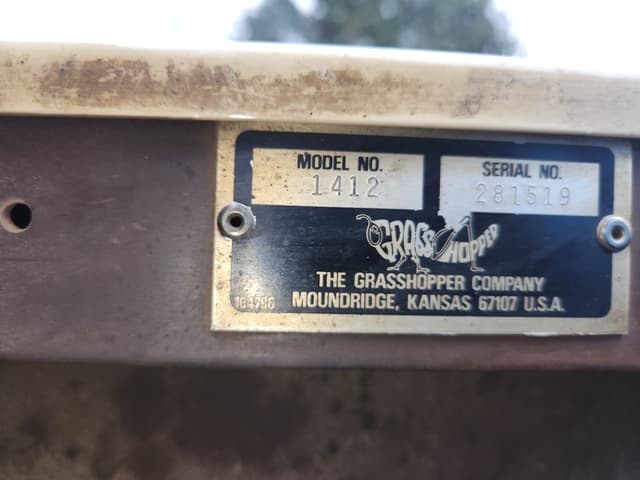 MODEL NO.
1412
SERIAL NO.
281519
GRASSHOPPER
THE GRASSHOPPER COMPANY
164796 MOUNDRIDGE, KANSAS 67107 U.S.A.